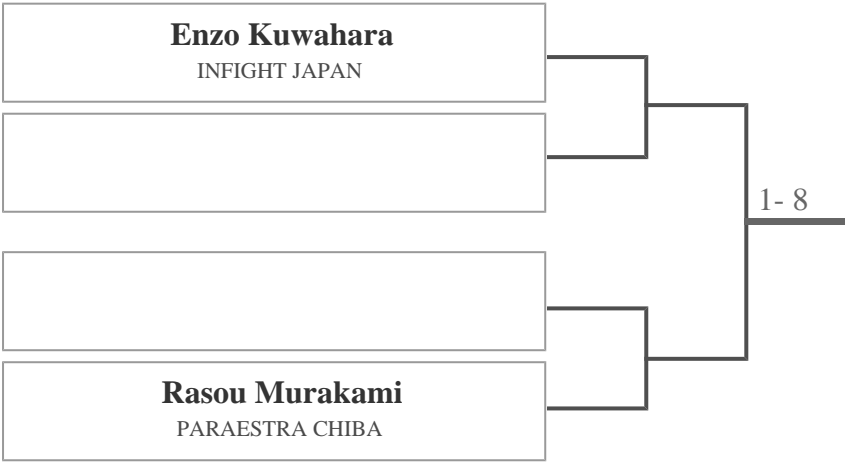 Enzo Kuwahara
INFIGHT JAPAN
1- 8
Rasou Murakami
PARAESTRA CHIBA